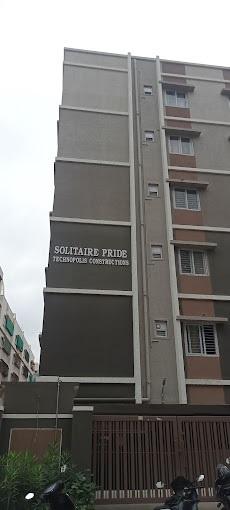 SOLITAIRE PRIDE
TECHNOPOLIS CONSTRUCTIONS